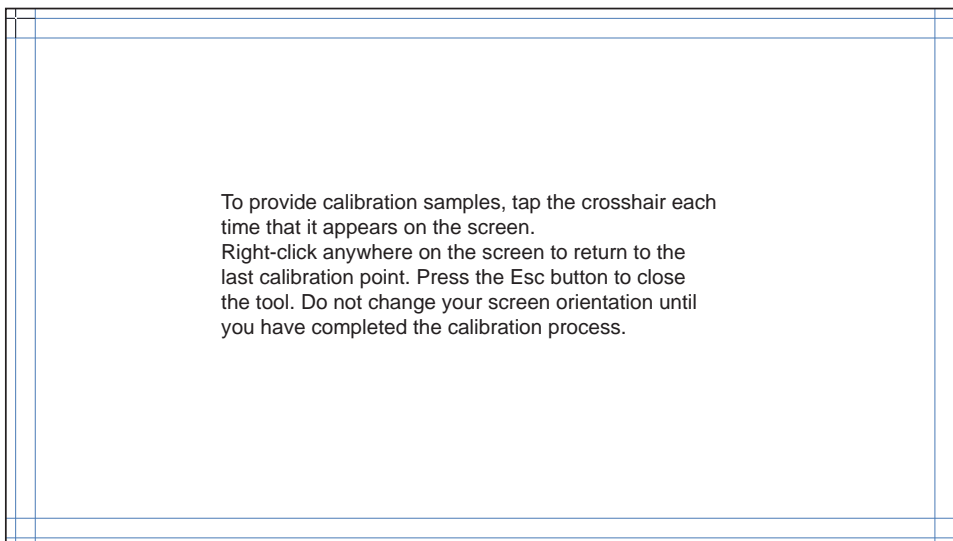 To provide calibration samples, tap the crosshair each
time that it appears on the screen.
Right-click anywhere on the screen to return to the
last calibration point. Press the Esc button to close
the tool. Do not change your screen orientation until
you have completed the calibration process.